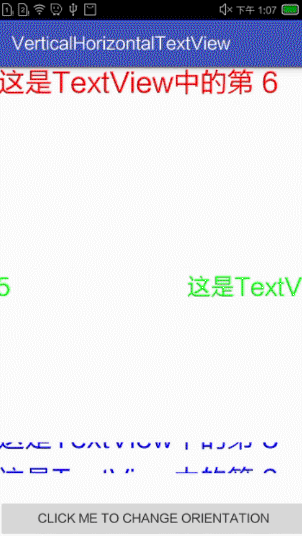 下午 1:07
VerticalHorizontalTextView
这是TextView中的第 6
5
这是TextV
这是TextView中的第
这是TextView中的第
CLICK ME TO CHANGE ORIENTATION